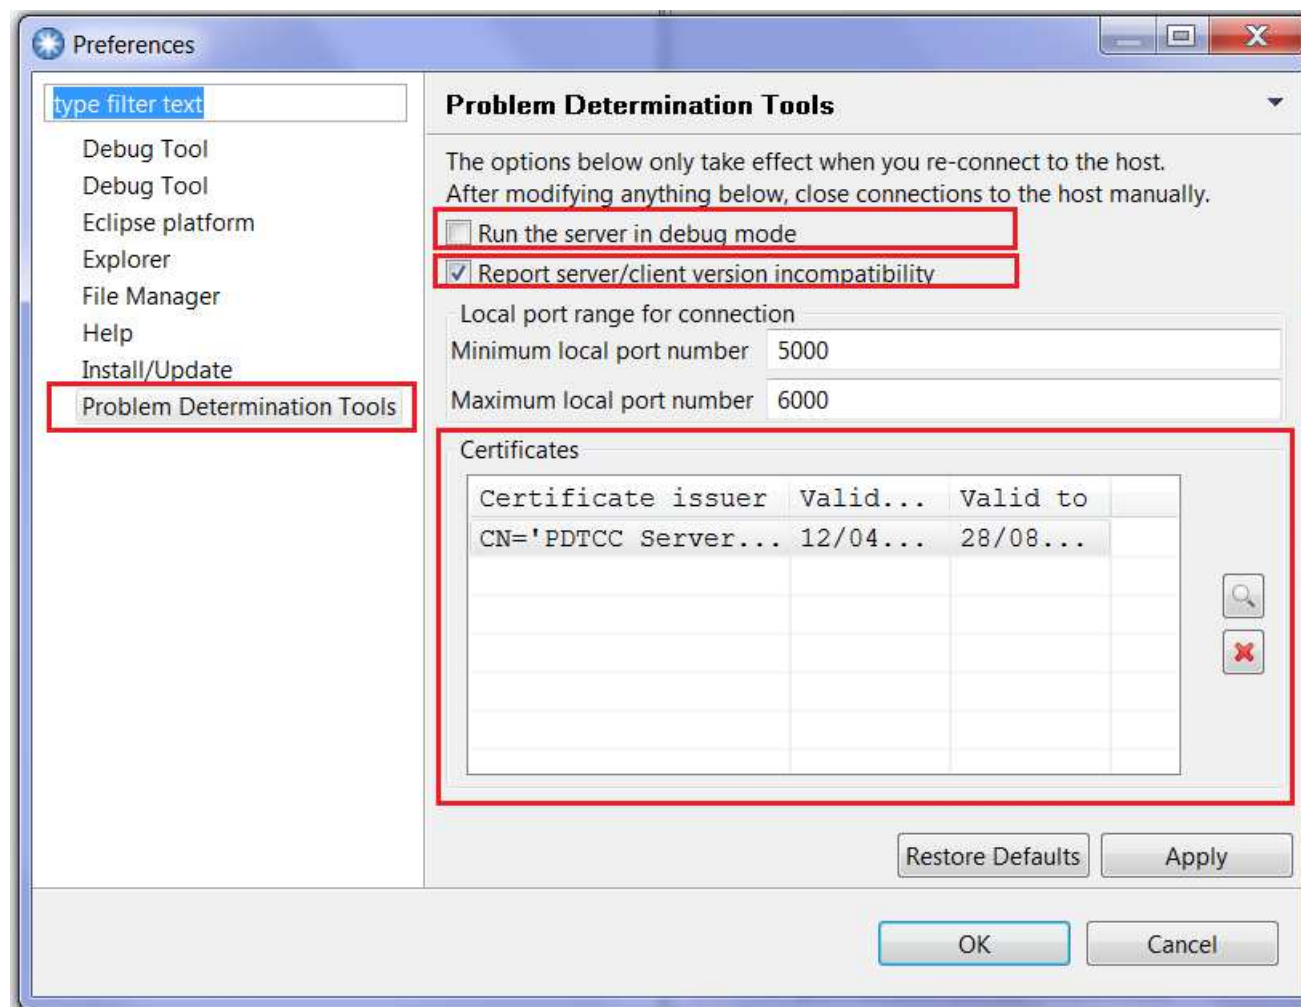 Preferences
type filter text
Debug Tool
Debug Tool
Eclipse platform
Explorer
File Manager
Help
Install/Update
Problem Determination Tools
Problem Determination Tools
The options below only take effect when you re-connect to the host.
After modifying anything below, close connections to the host manually.
Run the server in debug mode
Report server/client version incompatibility
Local port range for connection
Minimum local port number 5000
Maximum local port number 6000
Certificates
Certificate issuer Valid... Valid to
CN='PDTCC Server... 12/04... 28/08...
Restore Defaults Apply
OK Cancel